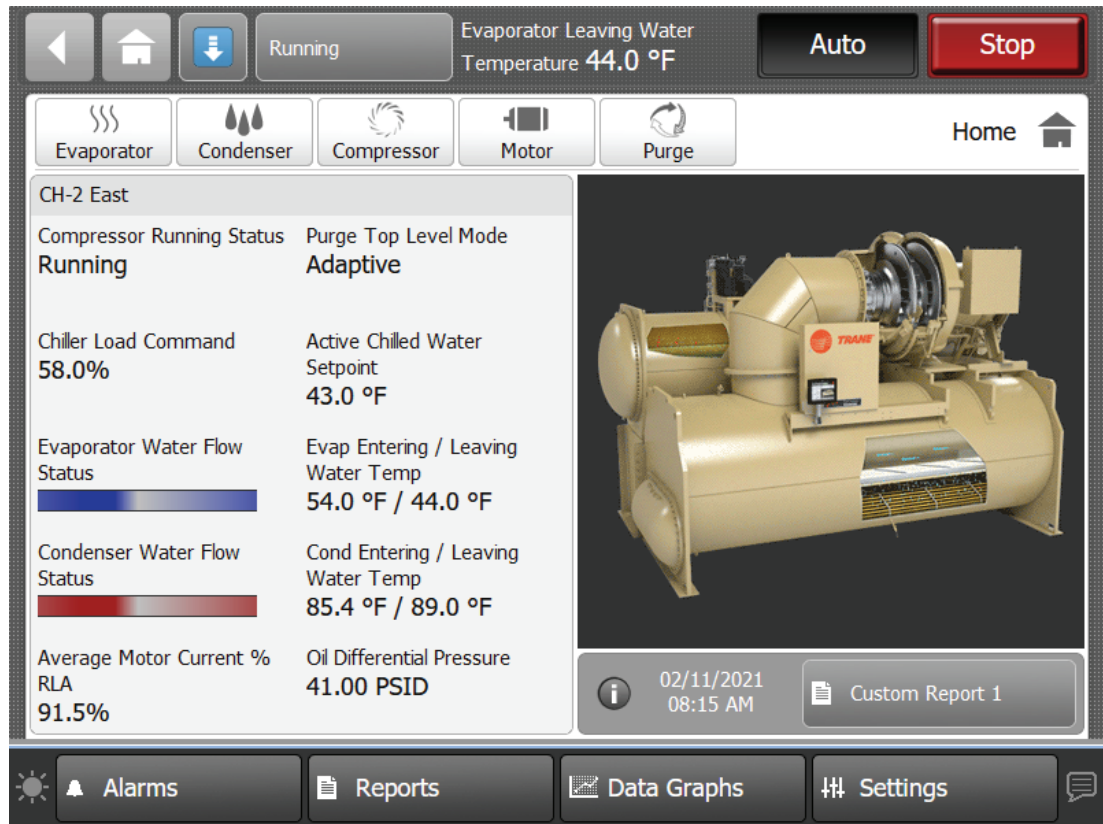 Running
Evaporator Leaving Water
Temperature 44.0 °F
Auto
Stop
Evaporator
Condenser
Compressor
Motor
Purge
Home
CH-2 East
Compressor Running Status
Running
Purge Top Level Mode
Adaptive
Chiller Load Command
58.0%
Active Chilled Water
Setpoint
43.0 °F
Evaporator Water Flow
Status
Evap Entering / Leaving
Water Temp
54.0 °F / 44.0 °F
Condenser Water Flow
Status
Cond Entering / Leaving
Water Temp
85.4 °F / 89.0 °F
Average Motor Current %
RLA
91.5%
Oil Differential Pressure
41.00 PSID
TRANE
02/11/2021
08:15 AM
Custom Report 1
Alarms
Reports
Data Graphs
Settings